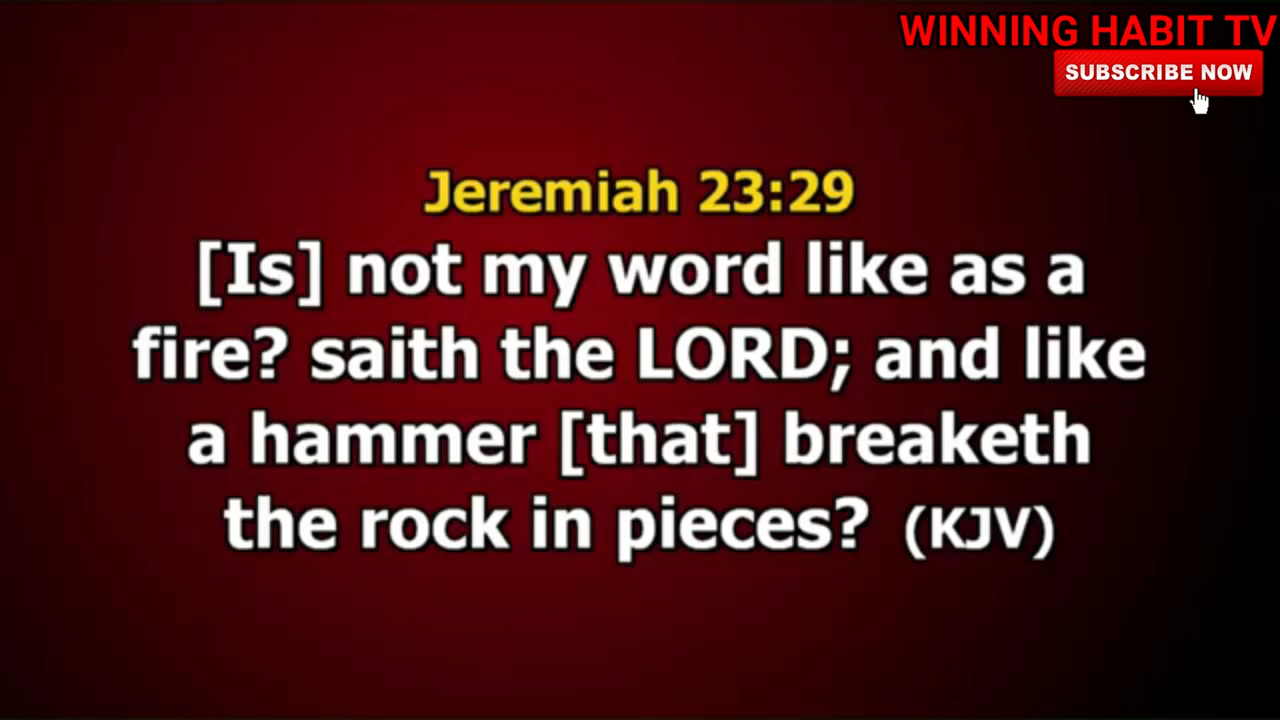 WINNING HABIT TV
SUBSCRIBE NOW
Jeremiah 23:29
[Is] not my word like as a
fire? saith the LORD; and like
a hammer [that] breaketh
the rock in pieces? (KJV)